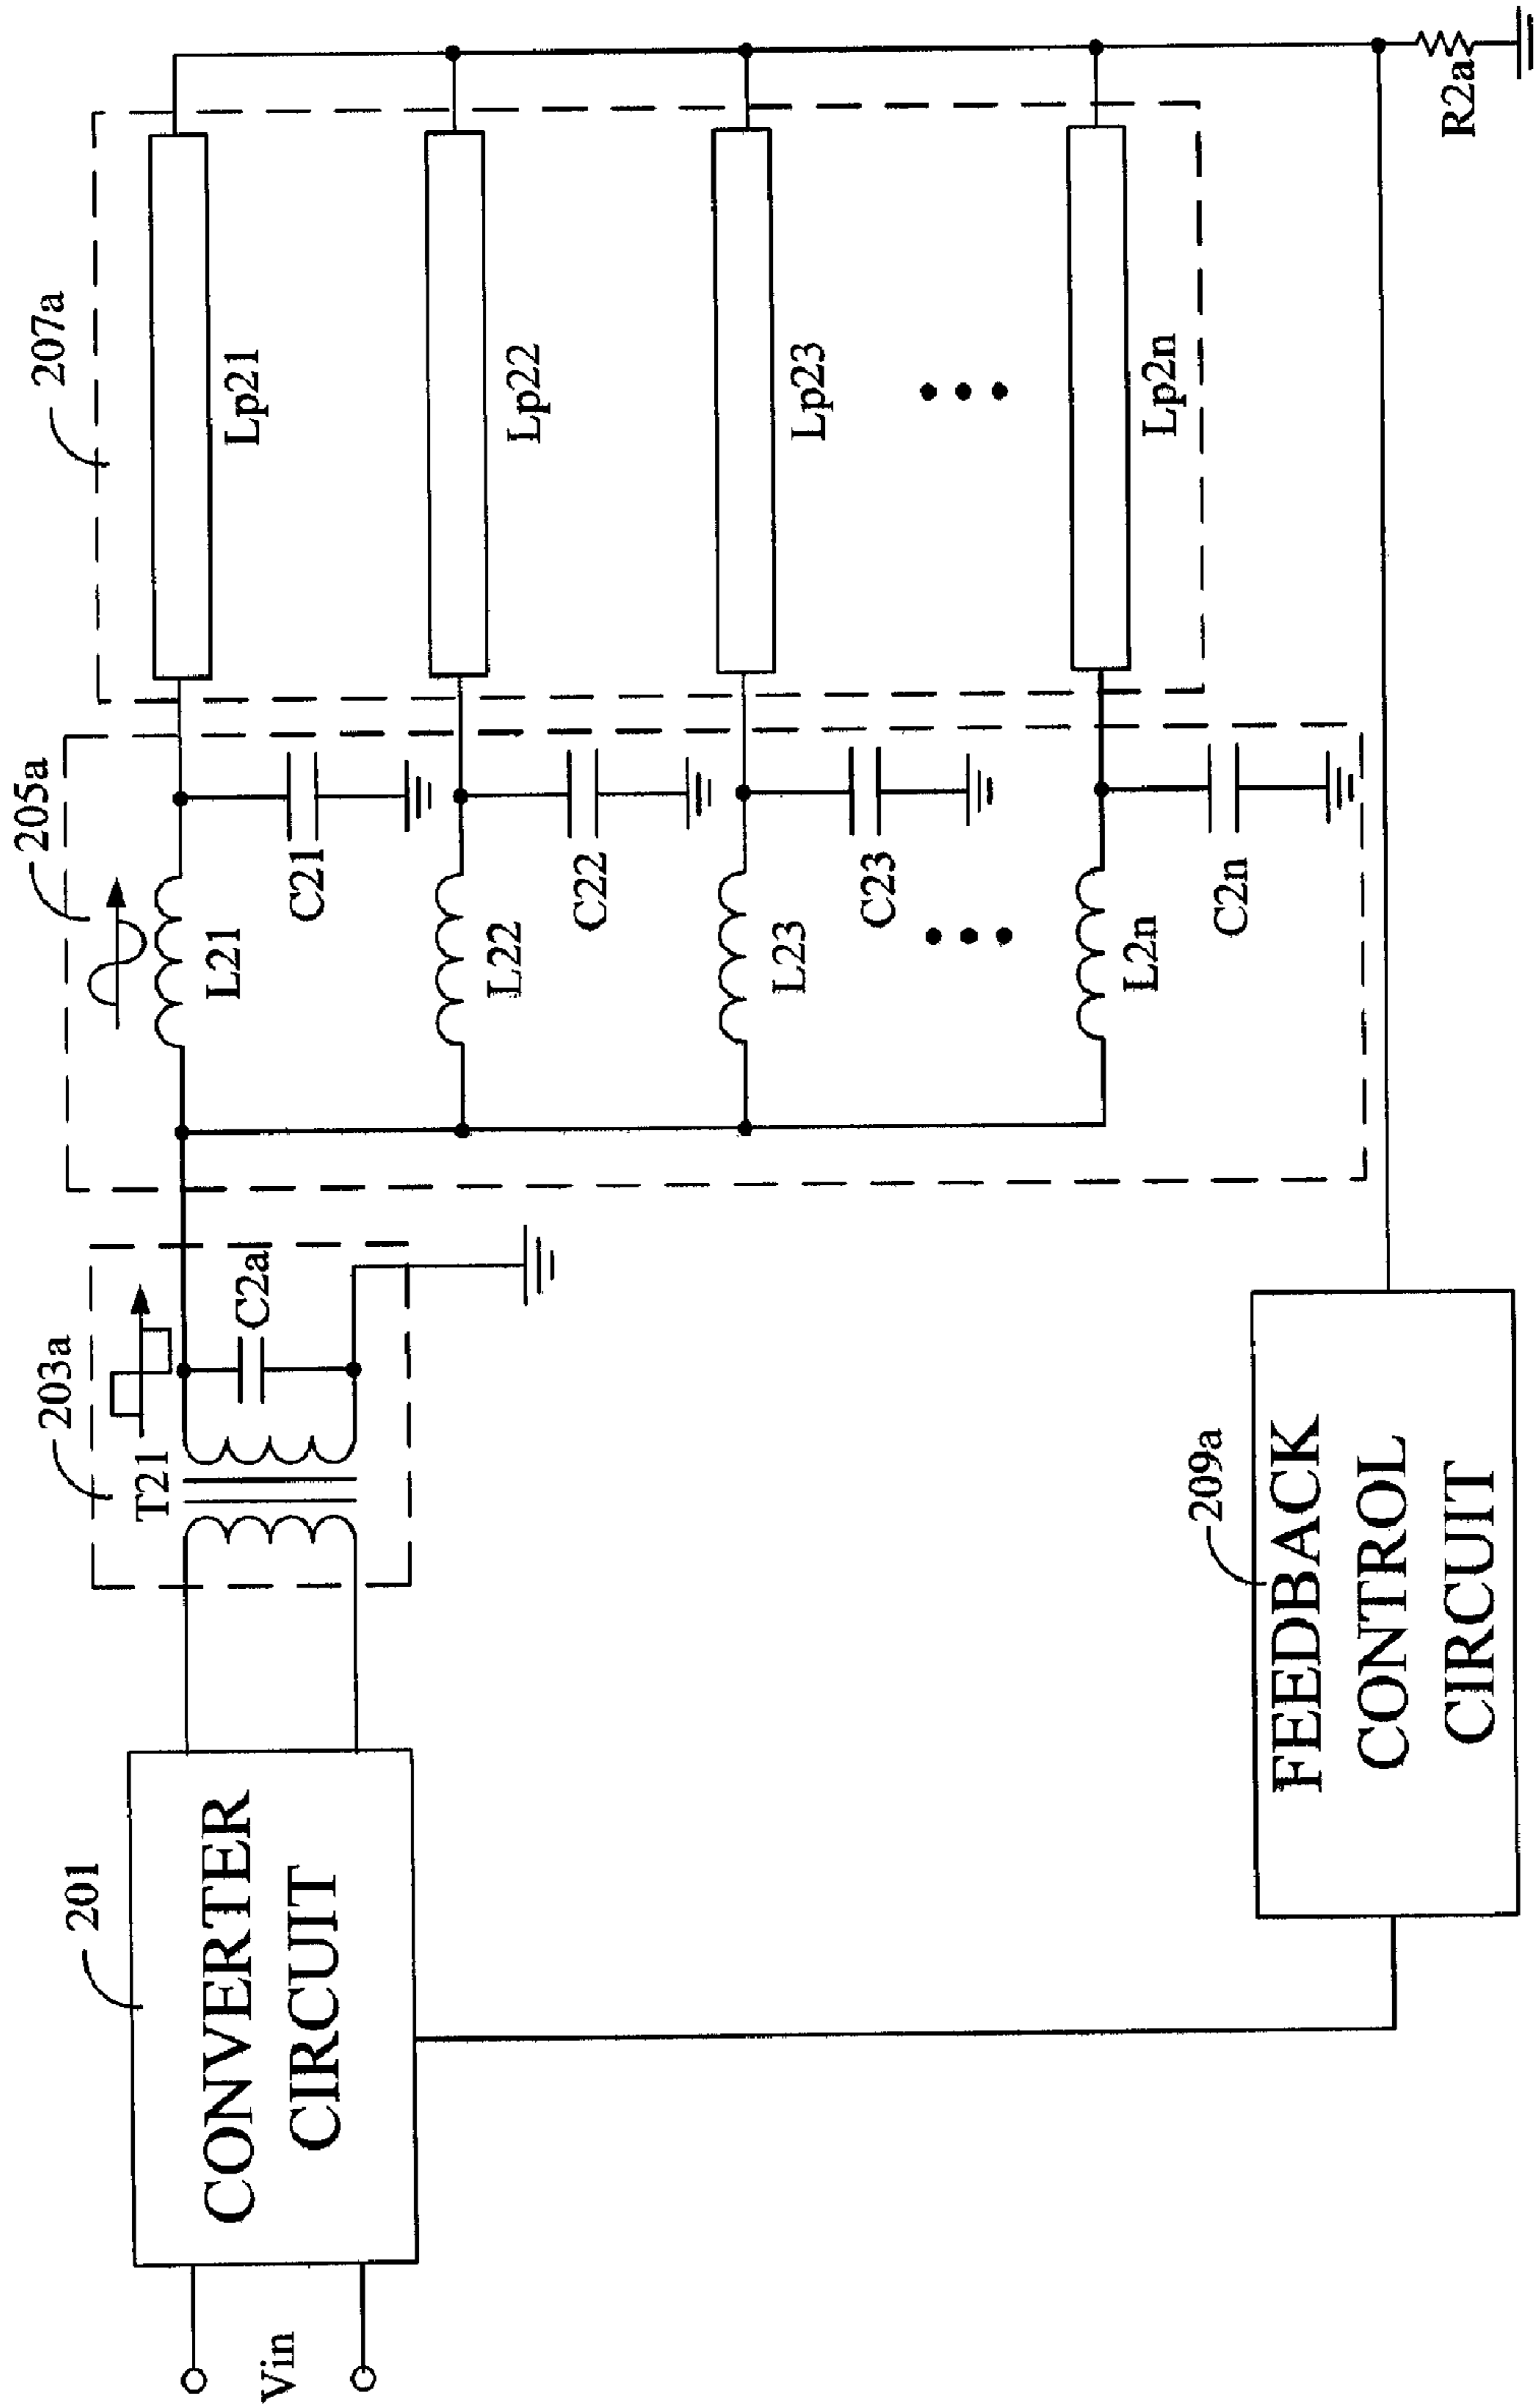 207a
205a
203a
201
Lp21
L21
C21
T21
C2a
CONVERTER
CIRCUIT
Vin
Lp22
L22
C22
Lp23
L23
C23
Lp2n
L2n
C2n
209a
FEEDBACK
CONTROL
CIRCUIT
R2a